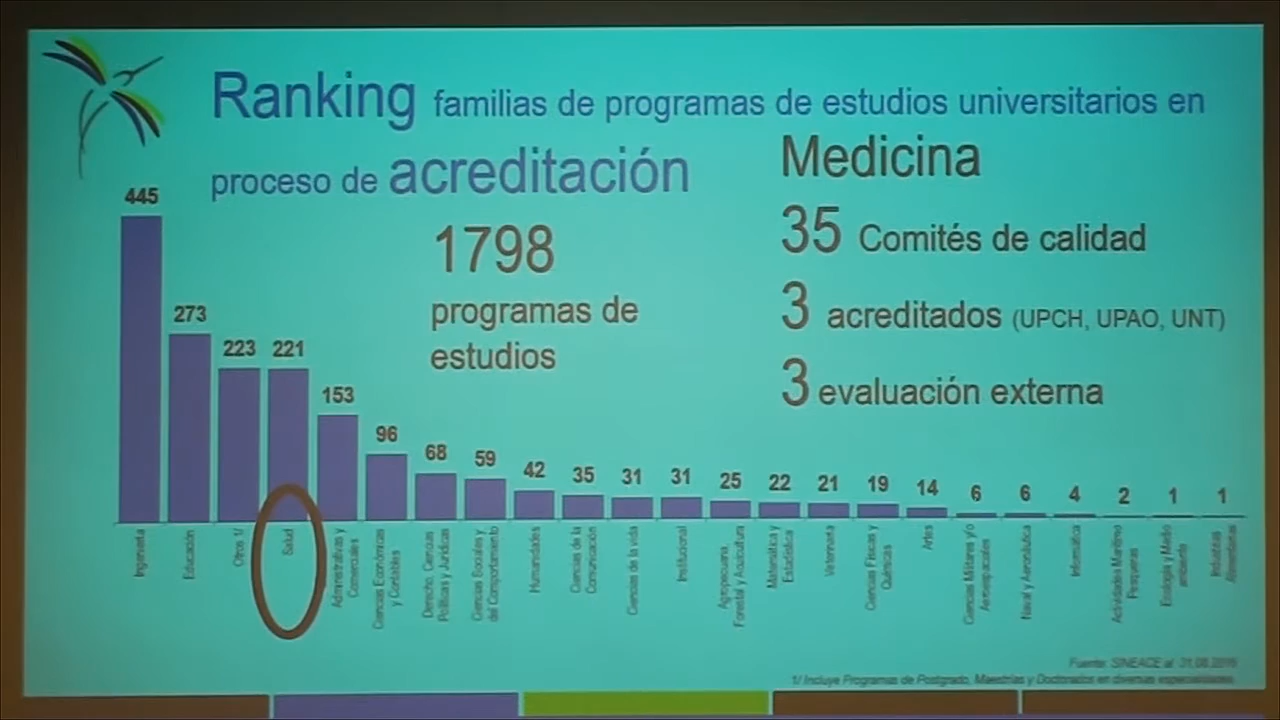 Ranking familias de programas de estudios universitarios en
proceso de acreditación
Medicina
1798
programas de
estudios
35 Comités de calidad
3 acreditados (UPCH, UPAO, UNT)
3 evaluación externa
445
273
223
221
153
96
68
59
42
35
31
31
25
22
21
19
14
6
6
4
2
1
1
Ingeniería
Educación
Otros 1/
Salud
Administrativas y
Comerciales
Ciencias Económicas
y Contables
Derecho, Ciencias
Políticas y Jurídicas
Ciencias Sociales y
del Comportamiento
Humanidades
Ciencias de la
Comunicación
Ciencias de la vida
Institucional
Agropecuaria,
Forestal y Acuicultura
Matemática y
Estadística
Veterinaria
Ciencias Físicas y
Químicas
Artes
Ciencias Militares y/o
Aeroespaciales
Naval y Aeronáutica
Informática
Actividades Marítimo
Pesqueras
Ecología y Medio
ambiente
Industrias
Alimentarias
Fuente: SINEACE al
1/ Incluye Programas de Postgrado, Maestrías y Doctorados en diversas especialidades